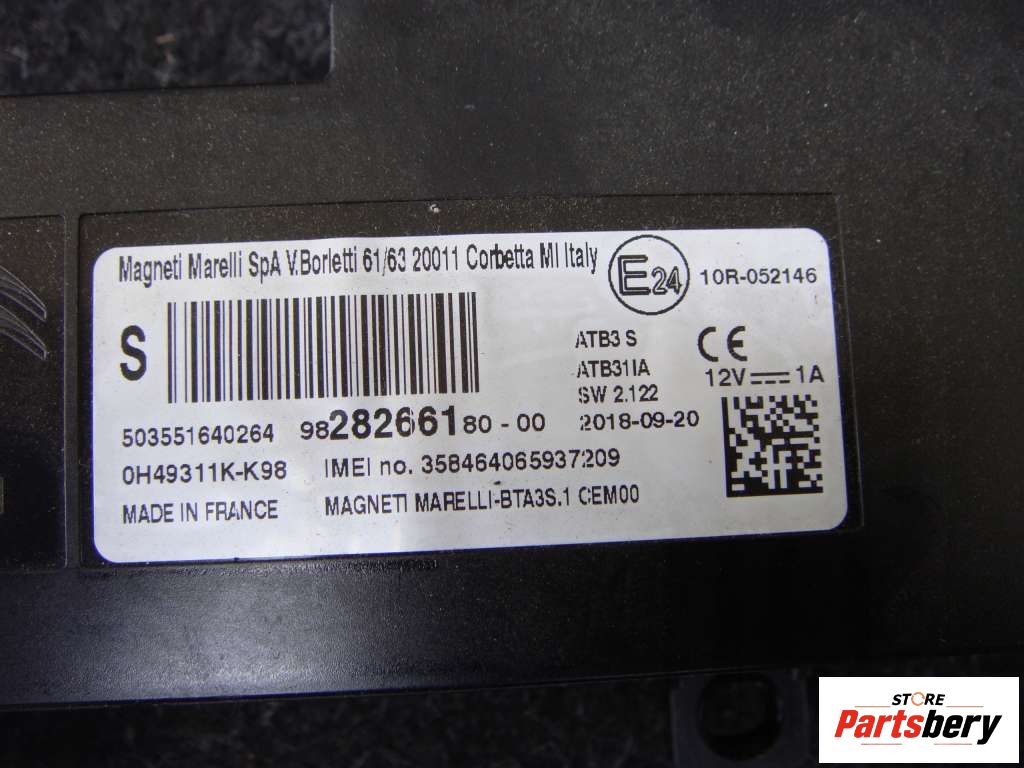 Magneti Marelli SpA V.Borletti 61/63 20011 Corbetta MI Italy
E24
10R-052146
S
ATB3 S
ATB31IA
SW 2.122
CE
12V 1A
503551640264
9828266180-00
2018-09-20
0H49311K-K98
IMEI no. 358464065937209
MADE IN FRANCE
MAGNETI MARELLI-BTA3S.1 CEM00
STORE
Partsbery